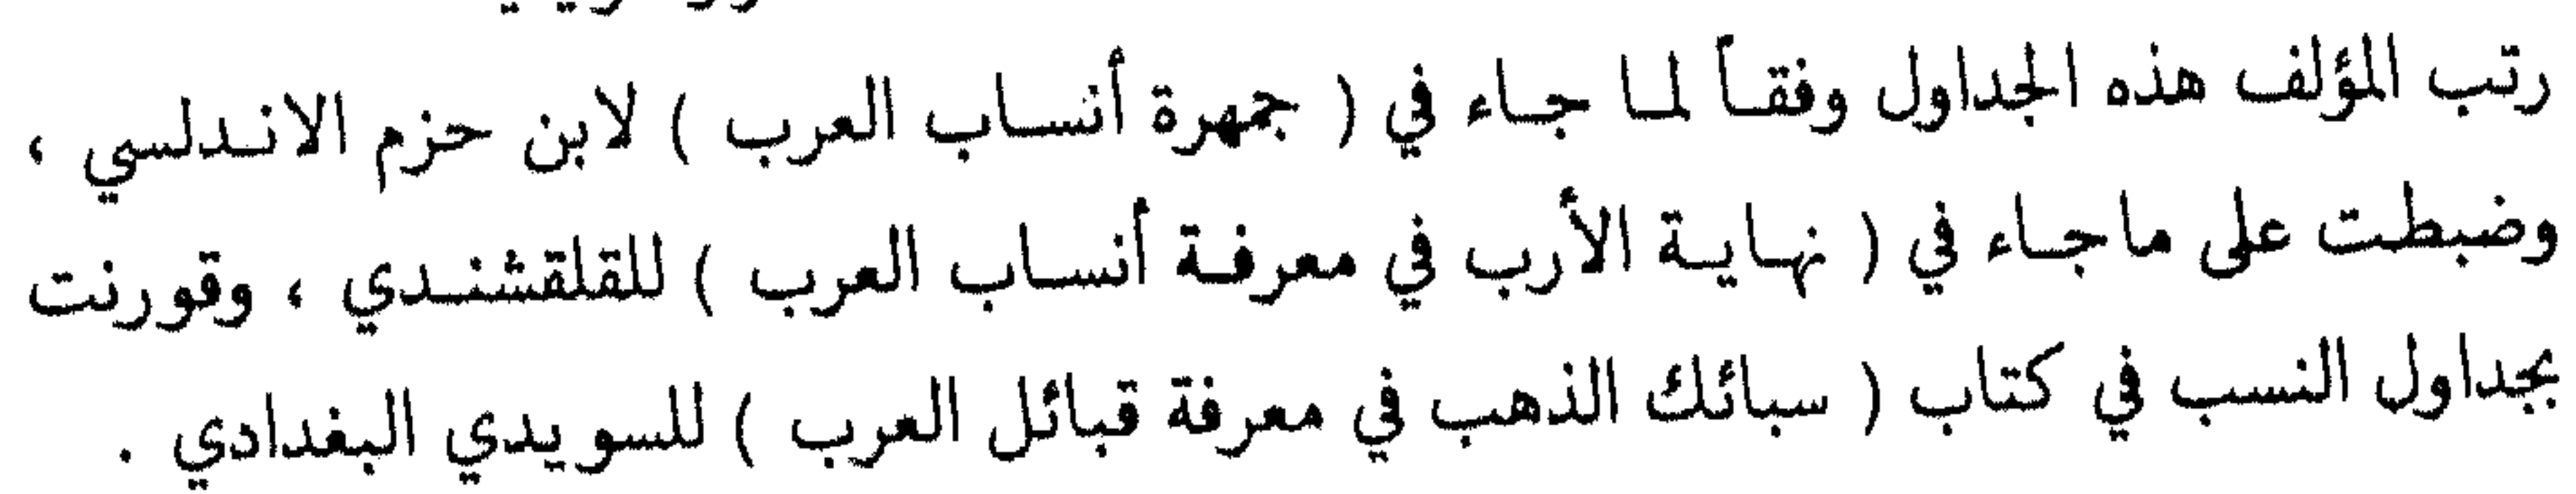 رتب المؤلف هذه الجداول وفقاً لما جاء في ( جمهرة أنساب العرب ) لابن حزم الاندلسي ،
وضبطت على ماجاء في ( نهاية الأرب في معرفة أنساب العرب ) للقلقشندي ، وقورنت
بجداول النسب في كتاب ( سبائك الذهب في معرفة قبائل العرب ) للسويدي البغدادي .